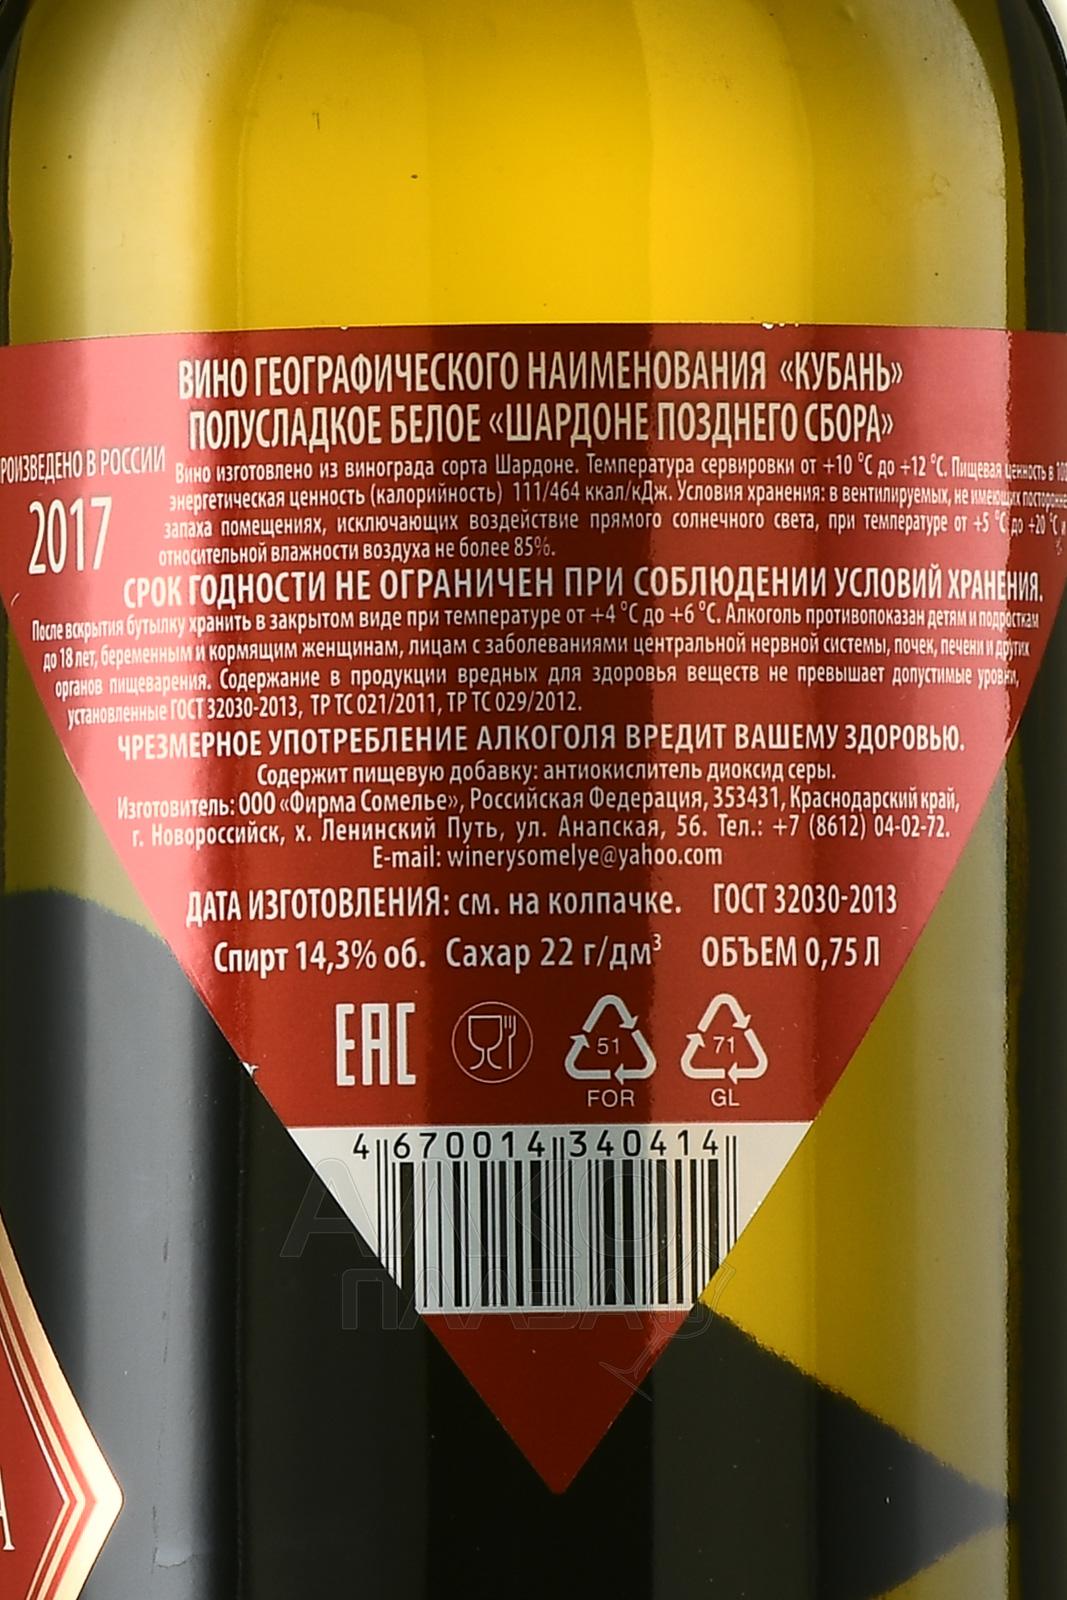 ВИНО ГЕОГРАФИЧЕСКОГО НАИМЕНОВАНИЯ «КУБАНЬ»
ПОЛУСЛАДКОЕ БЕЛОЕ «ШАРДОНЕ ПОЗДНЕГО СБОРА»
РОИЗВЕДЕНО В РОССИИ
2017
Вино изготовлено из винограда сорта Шардоне. Температура сервировки от +10 °С до +12 °С. Пищевая ценность в 100
энергетическая ценность (калорийность) 111/464 ккал/кДж. Условия хранения: в вентилируемых, не имеющих посторонне
запаха помещениях, исключающих воздействие прямого солнечного света, при температуре от +5 °С до +20 °С и
относительной влажности воздуха не более 85%.
СРОК ГОДНОСТИ НЕ ОГРАНИЧЕН ПРИ СОБЛЮДЕНИИ УСЛОВИЙ ХРАНЕНИЯ.
После вскрытия бутылку хранить в закрытом виде при температуре от +4 °С до +6 °С. Алкоголь противопоказан детям и подросткам
до 18 лет, беременным и кормящим женщинам, лицам с заболеваниями центральной нервной системы, почек, печени и других
органов пищеварения. Содержание в продукции вредных для здоровья веществ не превышает допустимые уровни,
установленные ГОСТ 32030-2013, ТР ТС 021/2011, ТР ТС 029/2012.
ЧРЕЗМЕРНОЕ УПОТРЕБЛЕНИЕ АЛКОГОЛЯ ВРЕДИТ ВАШЕМУ ЗДОРОВЬЮ.
Содержит пищевую добавку: антиокислитель диоксид серы.
Изготовитель: ООО «Фирма Сомелье», Российская Федерация, 353431, Краснодарский край,
г. Новороссийск, х. Ленинский Путь, ул. Анапская, 56. Тел.: +7 (8612) 04-02-72.
E-mail: winerysomelye@yahoo.com
ДАТА ИЗГОТОВЛЕНИЯ: см. на колпачке. ГОСТ 32030-2013
Спирт 14,3% об. Сахар 22 г/дм³ ОБЪЕМ 0,75 Л
ЕАС
51 71
FOR GL
4 670014 340414
АЛКО
ПЛАЗА
А